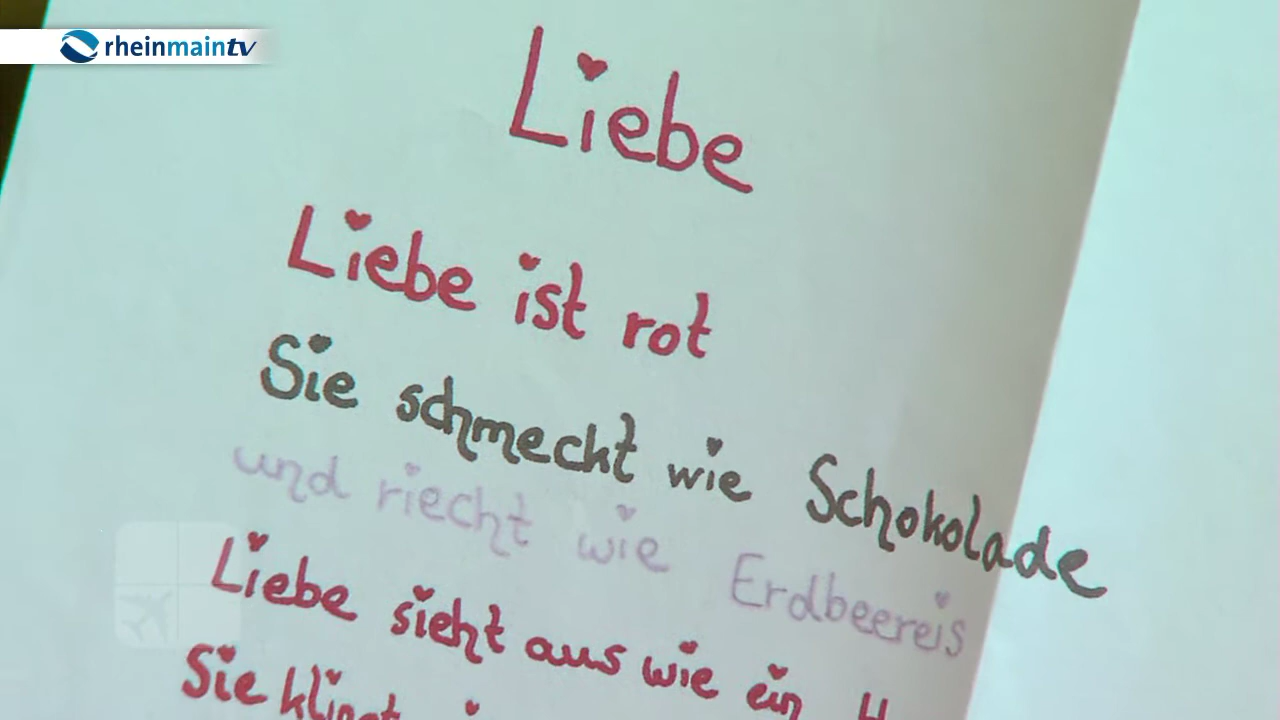 rheinmaintv
Liebe
Liebe ist rot
Sie schmeckt wie Schokolade
und riecht wie Erdbeereis
Liebe sieht aus wie ein
Sie klingt